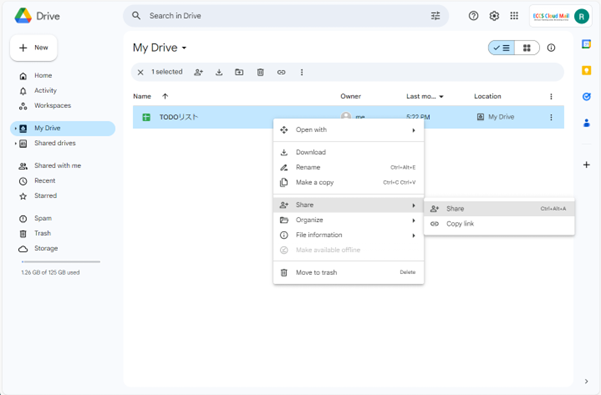 Drive
Search in Drive
ECCS Cloud Mail
R
New
Home
Activity
Workspaces
My Drive
Shared drives
Shared with me
Recent
Starred
Spam
Trash
Storage
1.26 GB of 125 GB used
My Drive
1 selected
Name
Owner
Last mo...
Location
TODOリスト
me
5:22 PM
My Drive
Open with
Download
Rename Ctrl+Alt+E
Make a copy Ctrl+C Ctrl+V
Share
Organize
File information
Make available offline
Move to trash Delete
Share Ctrl+Alt+A
Copy link